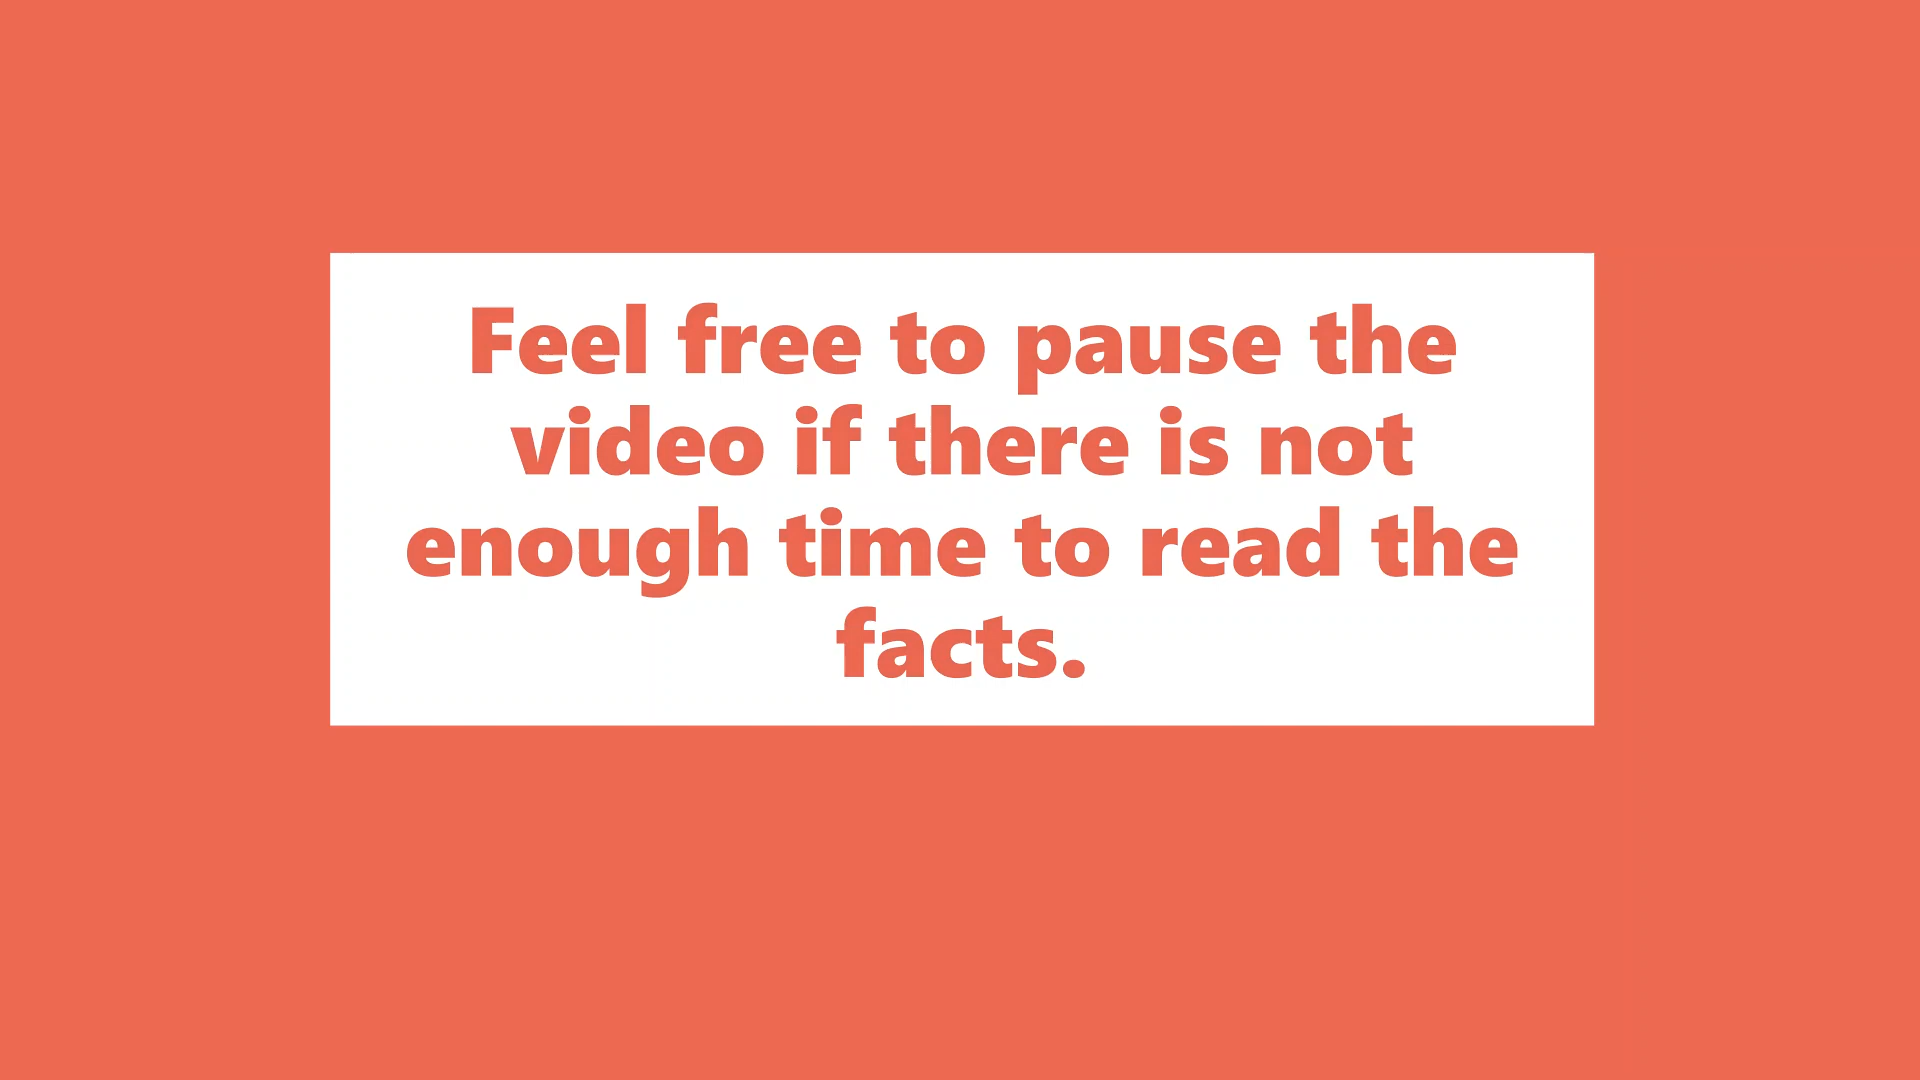 Feel free to pause the
video if there is not
enough time to read the
facts.